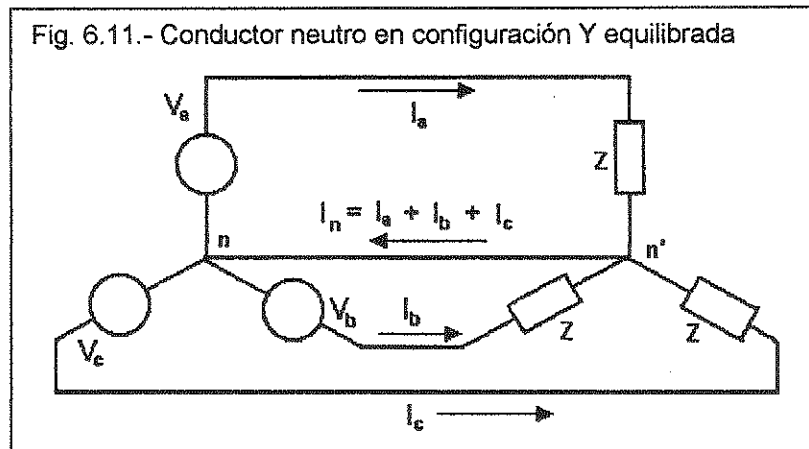 Fig. 6.11.- Conductor neutro en configuración Y equilibrada
Va
Ia
Z
In = Ia + Ib + Ic
n
n'
Vc
Vb
Ib
Z
Z
Ic